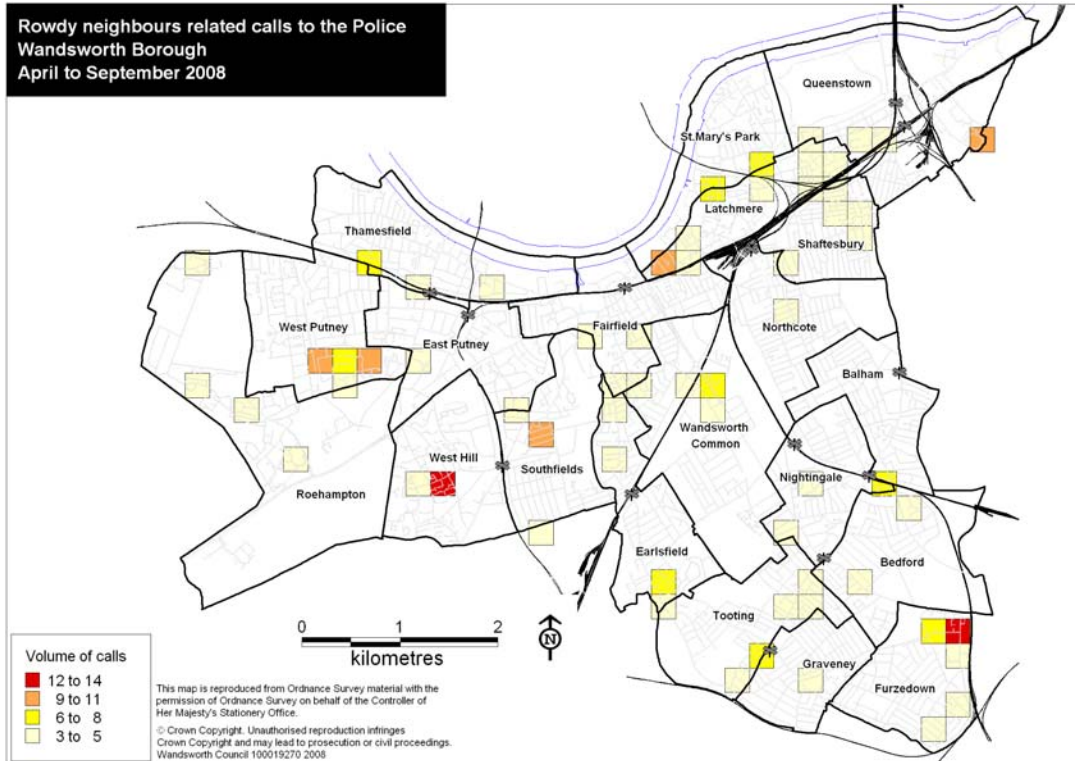 Rowdy neighbours related calls to the Police
Wandsworth Borough
April to September 2008
Queenstown
St.Mary's Park
Latchmere
Shaftesbury
Thamesfield
West Putney
East Putney
Fairfield
Northcote
Balham
Wandsworth
Common
West Hill
Southfields
Nightingale
Roehampton
Earlsfield
Bedford
Tooting
Graveney
Furzedown
0 1 2
kilometres
N
Volume of calls
12 to 14
9 to 11
6 to 8
3 to 5
This map is reproduced from Ordnance Survey material with the
permission of Ordnance Survey on behalf of the Controller of
Her Majesty's Stationery Office.
© Crown Copyright. Unauthorised reproduction infringes
Crown Copyright and may lead to prosecution or civil proceedings.
Wandsworth Council 100019270 2008